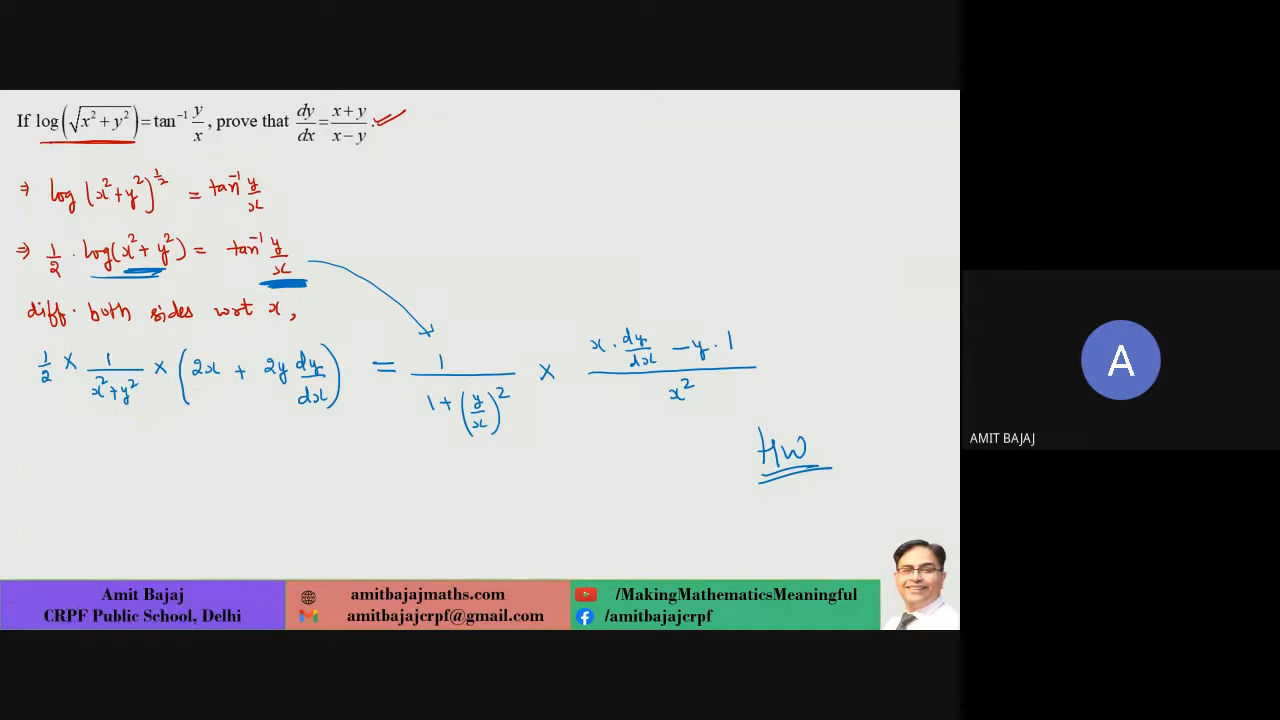 If log(√(x² + y²)) = tan⁻¹ y/x, prove that dy/dx = (x + y)/(x − y).
⇒ log (x² + y²)^(1/2) = tan⁻¹ y/x
⇒ 1/2 · log(x² + y²) = tan⁻¹ y/x
diff. both sides wrt x,
1/2 × 1/(x² + y²) × (2x + 2y dy/dx) = 1/(1 + (y/x)²) × (x · dy/dx − y · 1)/x²
HW
A
AMIT BAJAJ
Amit Bajaj
CRPF Public School, Delhi
amitbajajmaths.com
amitbajajcrpf@gmail.com
/MakingMathematicsMeaningful
/amitbajajcrpf